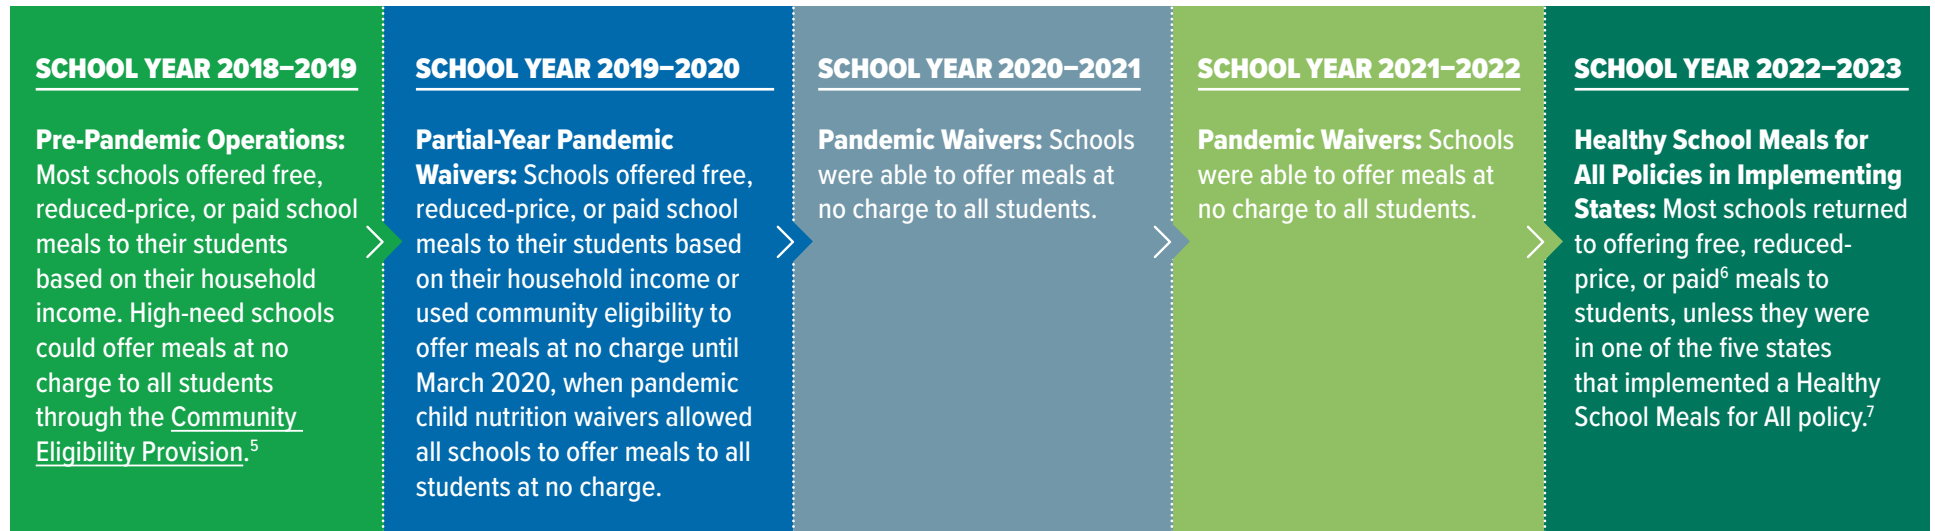 SCHOOL YEAR 2018–2019
Pre-Pandemic Operations:
Most schools offered free,
reduced-price, or paid school
meals to their students
based on their household
income. High-need schools
could offer meals at no
charge to all students
through the Community
Eligibility Provision.⁵
SCHOOL YEAR 2019–2020
Partial-Year Pandemic
Waivers: Schools offered free,
reduced-price, or paid school
meals to their students based
on their household income or
used community eligibility to
offer meals at no charge until
March 2020, when pandemic
child nutrition waivers allowed
all schools to offer meals to all
students at no charge.
SCHOOL YEAR 2020–2021
Pandemic Waivers: Schools
were able to offer meals at
no charge to all students.
SCHOOL YEAR 2021–2022
Pandemic Waivers: Schools
were able to offer meals at
no charge to all students.
SCHOOL YEAR 2022–2023
Healthy School Meals for
All Policies in Implementing
States: Most schools returned
to offering free, reduced-
price, or paid⁶ meals to
students, unless they were
in one of the five states
that implemented a Healthy
School Meals for All policy.⁷